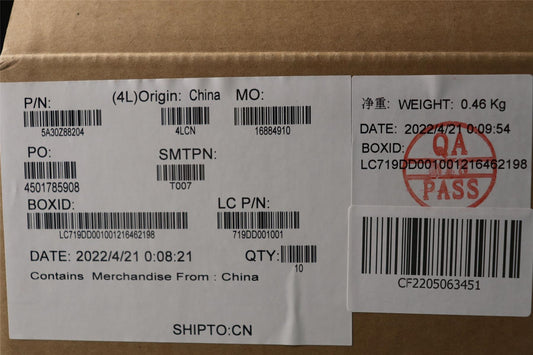 P/N:
(4L)Origin: China
MO:
5A30Z88204
4LCN
16884910
PO:
SMTPN:
4501785908
T007
BOXID:
LC P/N:
LC719DD001001216462198
719DD001001
DATE: 2022/4/21 0:08:21
QTY:
10
Contains Merchandise From : China
SHIPTO:CN
净重: WEIGHT: 0.46 Kg
DATE: 2022/4/21 0:09:54
BOXID:
LC719DD001001216462198
QA
PASS
CF2205063451